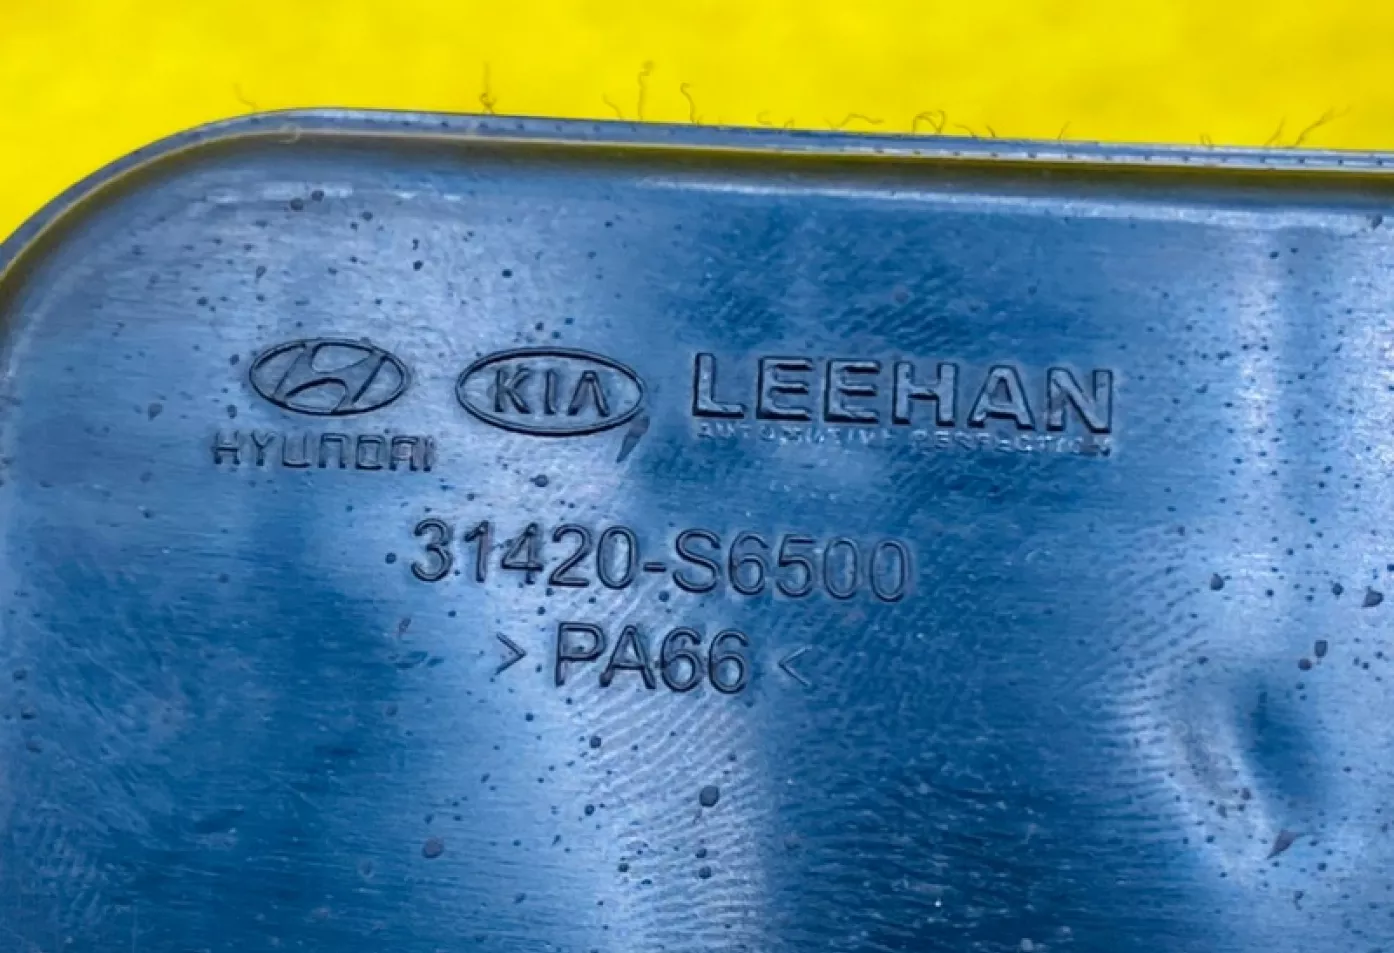 HYUNDAI
KIA
LEEHAN
31420-S6500
>PA66<